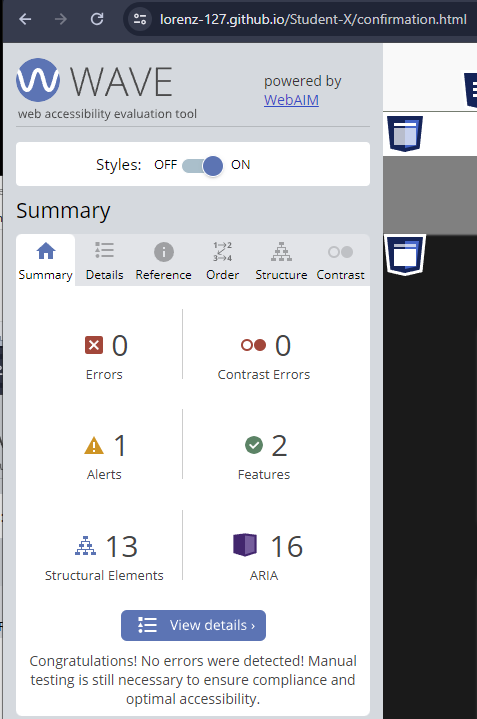 lorenz-127.github.io/Student-X/confirmation.html
WAVE
web accessibility evaluation tool
powered by
WebAIM
Styles: OFF ON
Summary
Summary Details Reference Order Structure Contrast
0
Errors
0
Contrast Errors
1
Alerts
2
Features
13
Structural Elements
16
ARIA
View details ›
Congratulations! No errors were detected! Manual
testing is still necessary to ensure compliance and
optimal accessibility.